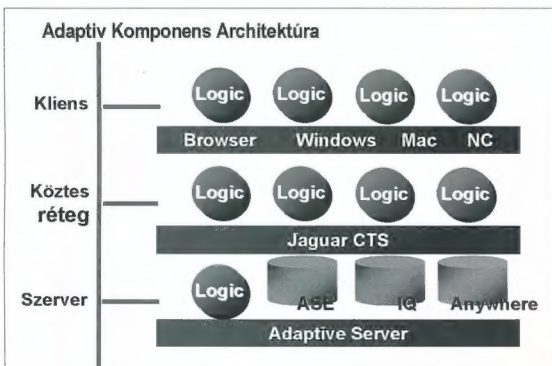 Adaptiv Komponens Architektúra
Kliens
Logic Logic Logic Logic
Browser Windows Mac NC
Köztes
réteg
Logic Logic Logic Logic
Jaguar CTS
Szerver
Logic
ASE IQ Anywhere
Adaptive Server